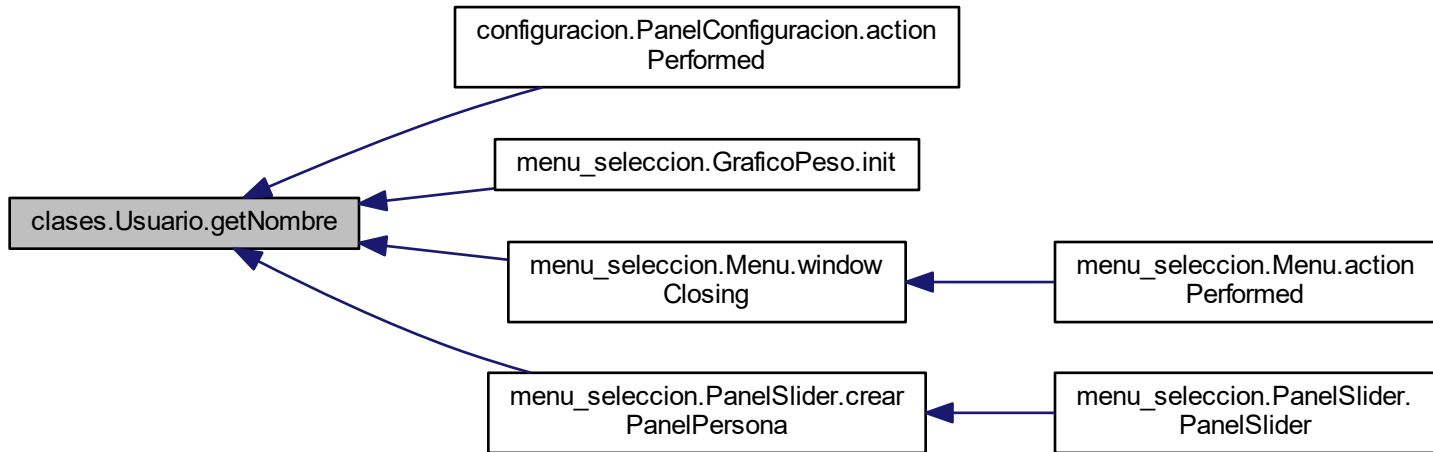 configuracion.PanelConfiguracion.action
Performed
menu_seleccion.GraficoPeso.init
clases.Usuario.getNombre
menu_seleccion.Menu.window
Closing
menu_seleccion.Menu.action
Performed
menu_seleccion.PanelSlider.crear
PanelPersona
menu_seleccion.PanelSlider.
PanelSlider